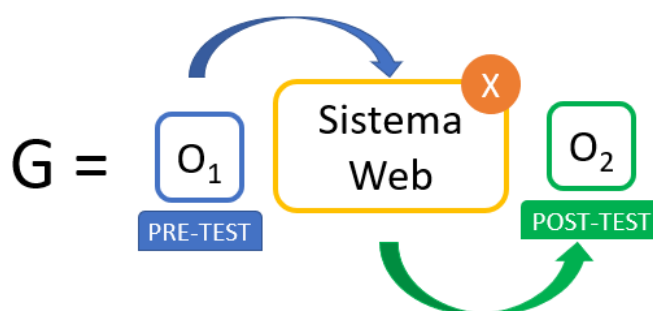 G =
O₁
PRE-TEST
Sistema
Web
X
O₂
POST-TEST